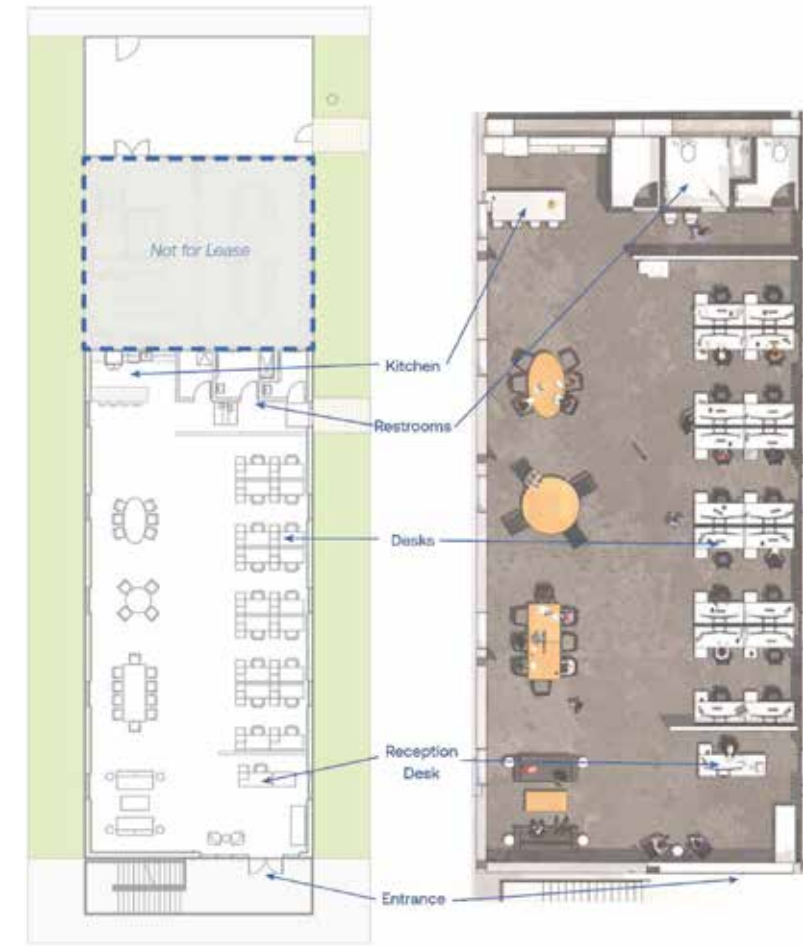 Not for Lease
Kitchen
Restrooms
Desks
Reception
Desk
Entrance